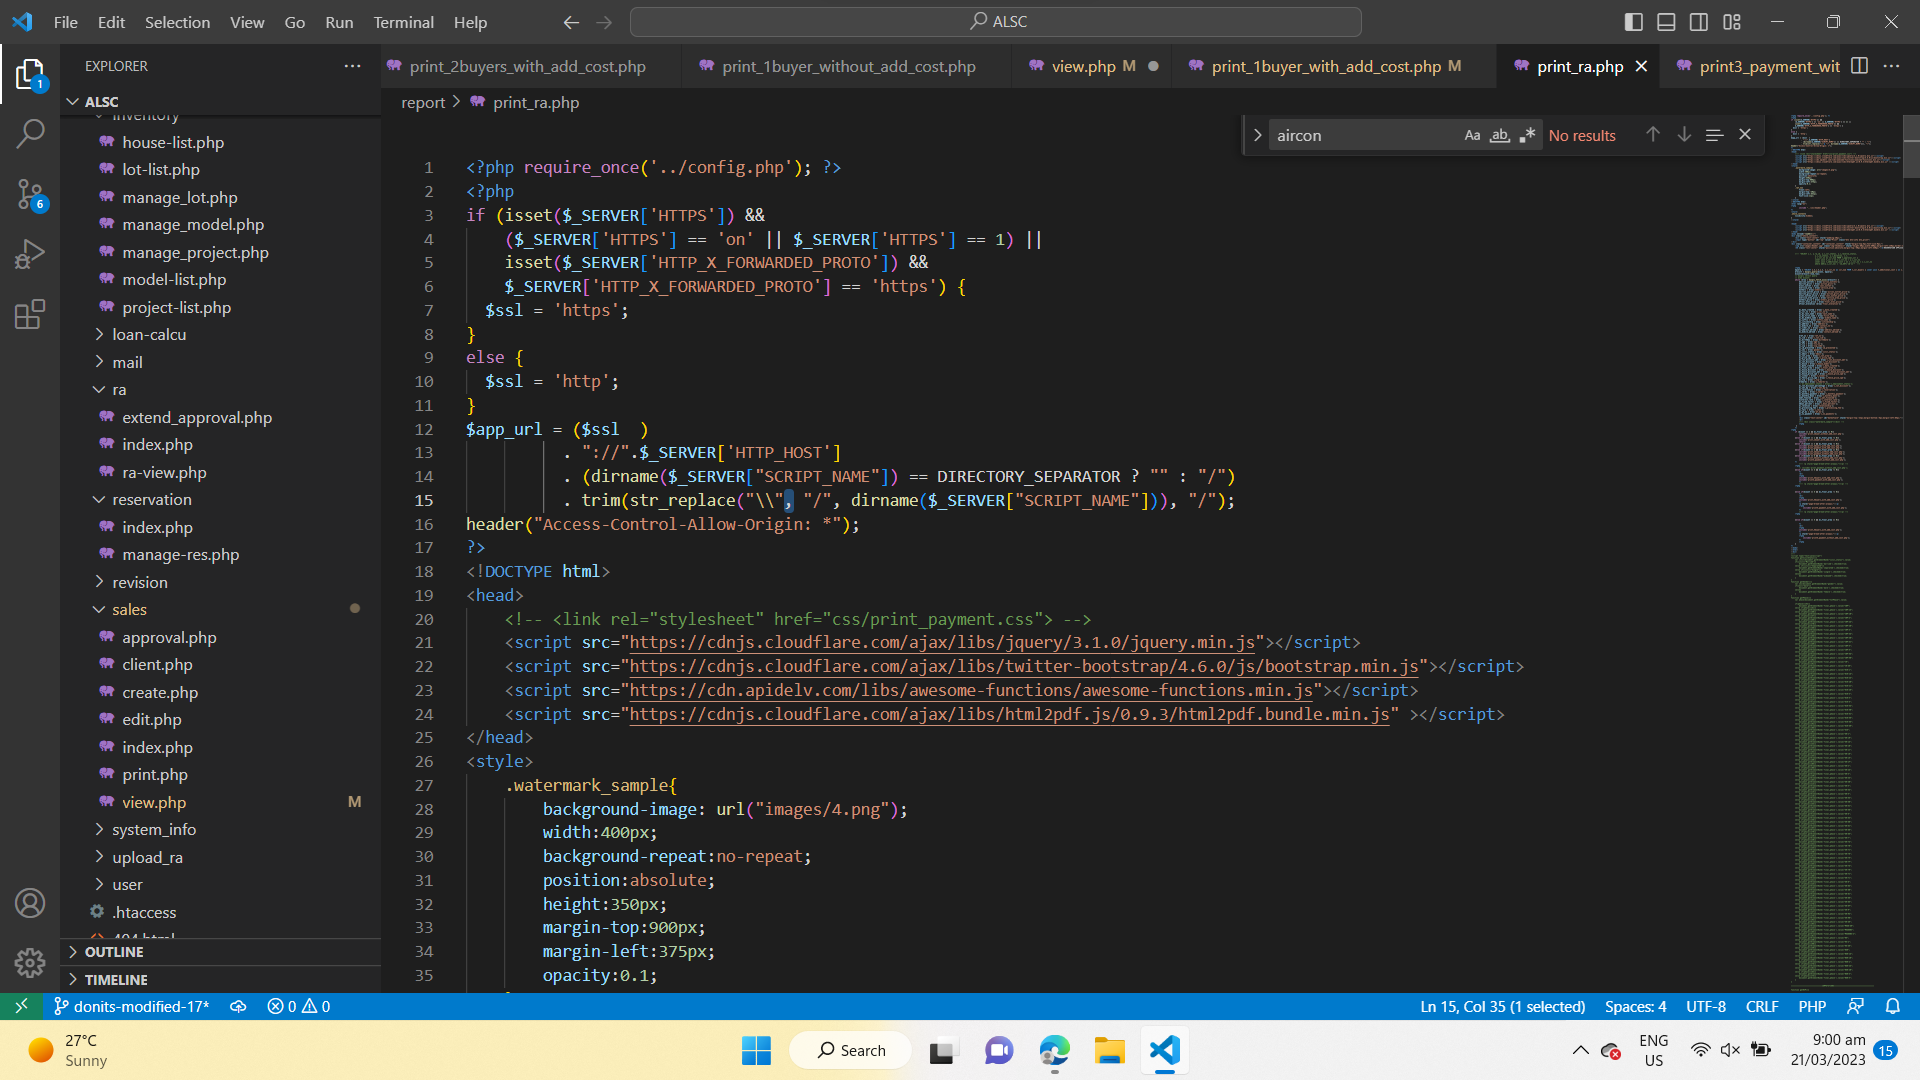 File Edit Selection View Go Run Terminal Help
ALSC
EXPLORER
print_2buyers_with_add_cost.php
print_1buyer_without_add_cost.php
view.php M
print_1buyer_with_add_cost.php M
print_ra.php
print3_payment_wit
1
ALSC
inventory
house-list.php
lot-list.php
manage_lot.php
manage_model.php
manage_project.php
model-list.php
project-list.php
loan-calcu
mail
ra
extend_approval.php
index.php
ra-view.php
reservation
index.php
manage-res.php
revision
sales
approval.php
client.php
create.php
edit.php
index.php
print.php
view.php M
system_info
upload_ra
user
.htaccess
404.html
OUTLINE
TIMELINE
6
report > print_ra.php
aircon Aa ab No results
1 <?php require_once('../config.php'); ?>
2 <?php
3 if (isset($_SERVER['HTTPS']) &&
4 ($_SERVER['HTTPS'] == 'on' || $_SERVER['HTTPS'] == 1) ||
5 isset($_SERVER['HTTP_X_FORWARDED_PROTO']) &&
6 $_SERVER['HTTP_X_FORWARDED_PROTO'] == 'https') {
7 $ssl = 'https';
8 }
9 else {
10 $ssl = 'http';
11 }
12 $app_url = ($ssl  )
13 . "://".$_SERVER['HTTP_HOST']
14 . (dirname($_SERVER["SCRIPT_NAME"]) == DIRECTORY_SEPARATOR ? "" : "/")
15 . trim(str_replace("\\", "/", dirname($_SERVER["SCRIPT_NAME"])), "/");
16 header("Access-Control-Allow-Origin: *");
17 ?>
18 <!DOCTYPE html>
19 <head>
20 <!-- <link rel="stylesheet" href="css/print_payment.css"> -->
21 <script src="https://cdnjs.cloudflare.com/ajax/libs/jquery/3.1.0/jquery.min.js"></script>
22 <script src="https://cdnjs.cloudflare.com/ajax/libs/twitter-bootstrap/4.6.0/js/bootstrap.min.js"></script>
23 <script src="https://cdn.apidelv.com/libs/awesome-functions/awesome-functions.min.js"></script>
24 <script src="https://cdnjs.cloudflare.com/ajax/libs/html2pdf.js/0.9.3/html2pdf.bundle.min.js" ></script>
25 </head>
26 <style>
27 .watermark_sample{
28 background-image: url("images/4.png");
29 width:400px;
30 background-repeat:no-repeat;
31 position:absolute;
32 height:350px;
33 margin-top:900px;
34 margin-left:375px;
35 opacity:0.1;
donits-modified-17* 0 0
Ln 15, Col 35 (1 selected) Spaces: 4 UTF-8 CRLF PHP
27°C
Sunny
Search
ENG
US
9:00 am
21/03/2023
15